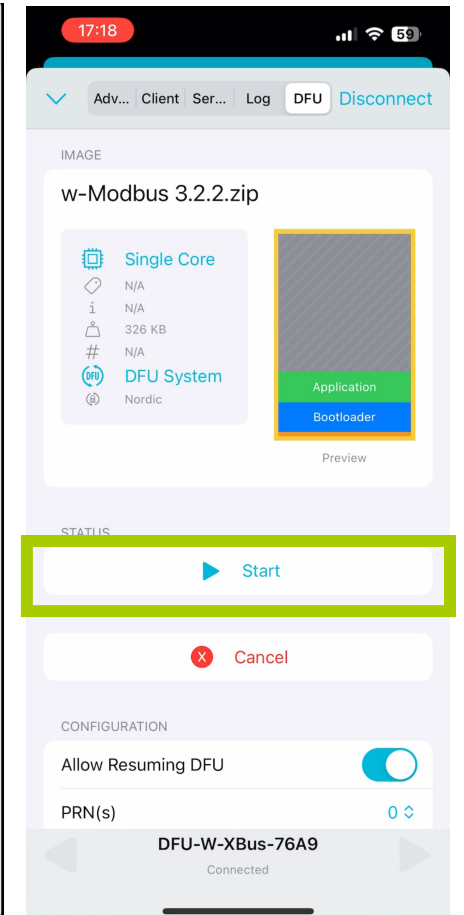 17:18
59
Adv... Client Ser... Log DFU Disconnect
IMAGE
w-Modbus 3.2.2.zip
Single Core
N/A
i N/A
326 KB
# N/A
DFU DFU System
Nordic
Application
Bootloader
Preview
STATUS
Start
X Cancel
CONFIGURATION
Allow Resuming DFU
PRN(s) 0
DFU-W-XBus-76A9
Connected